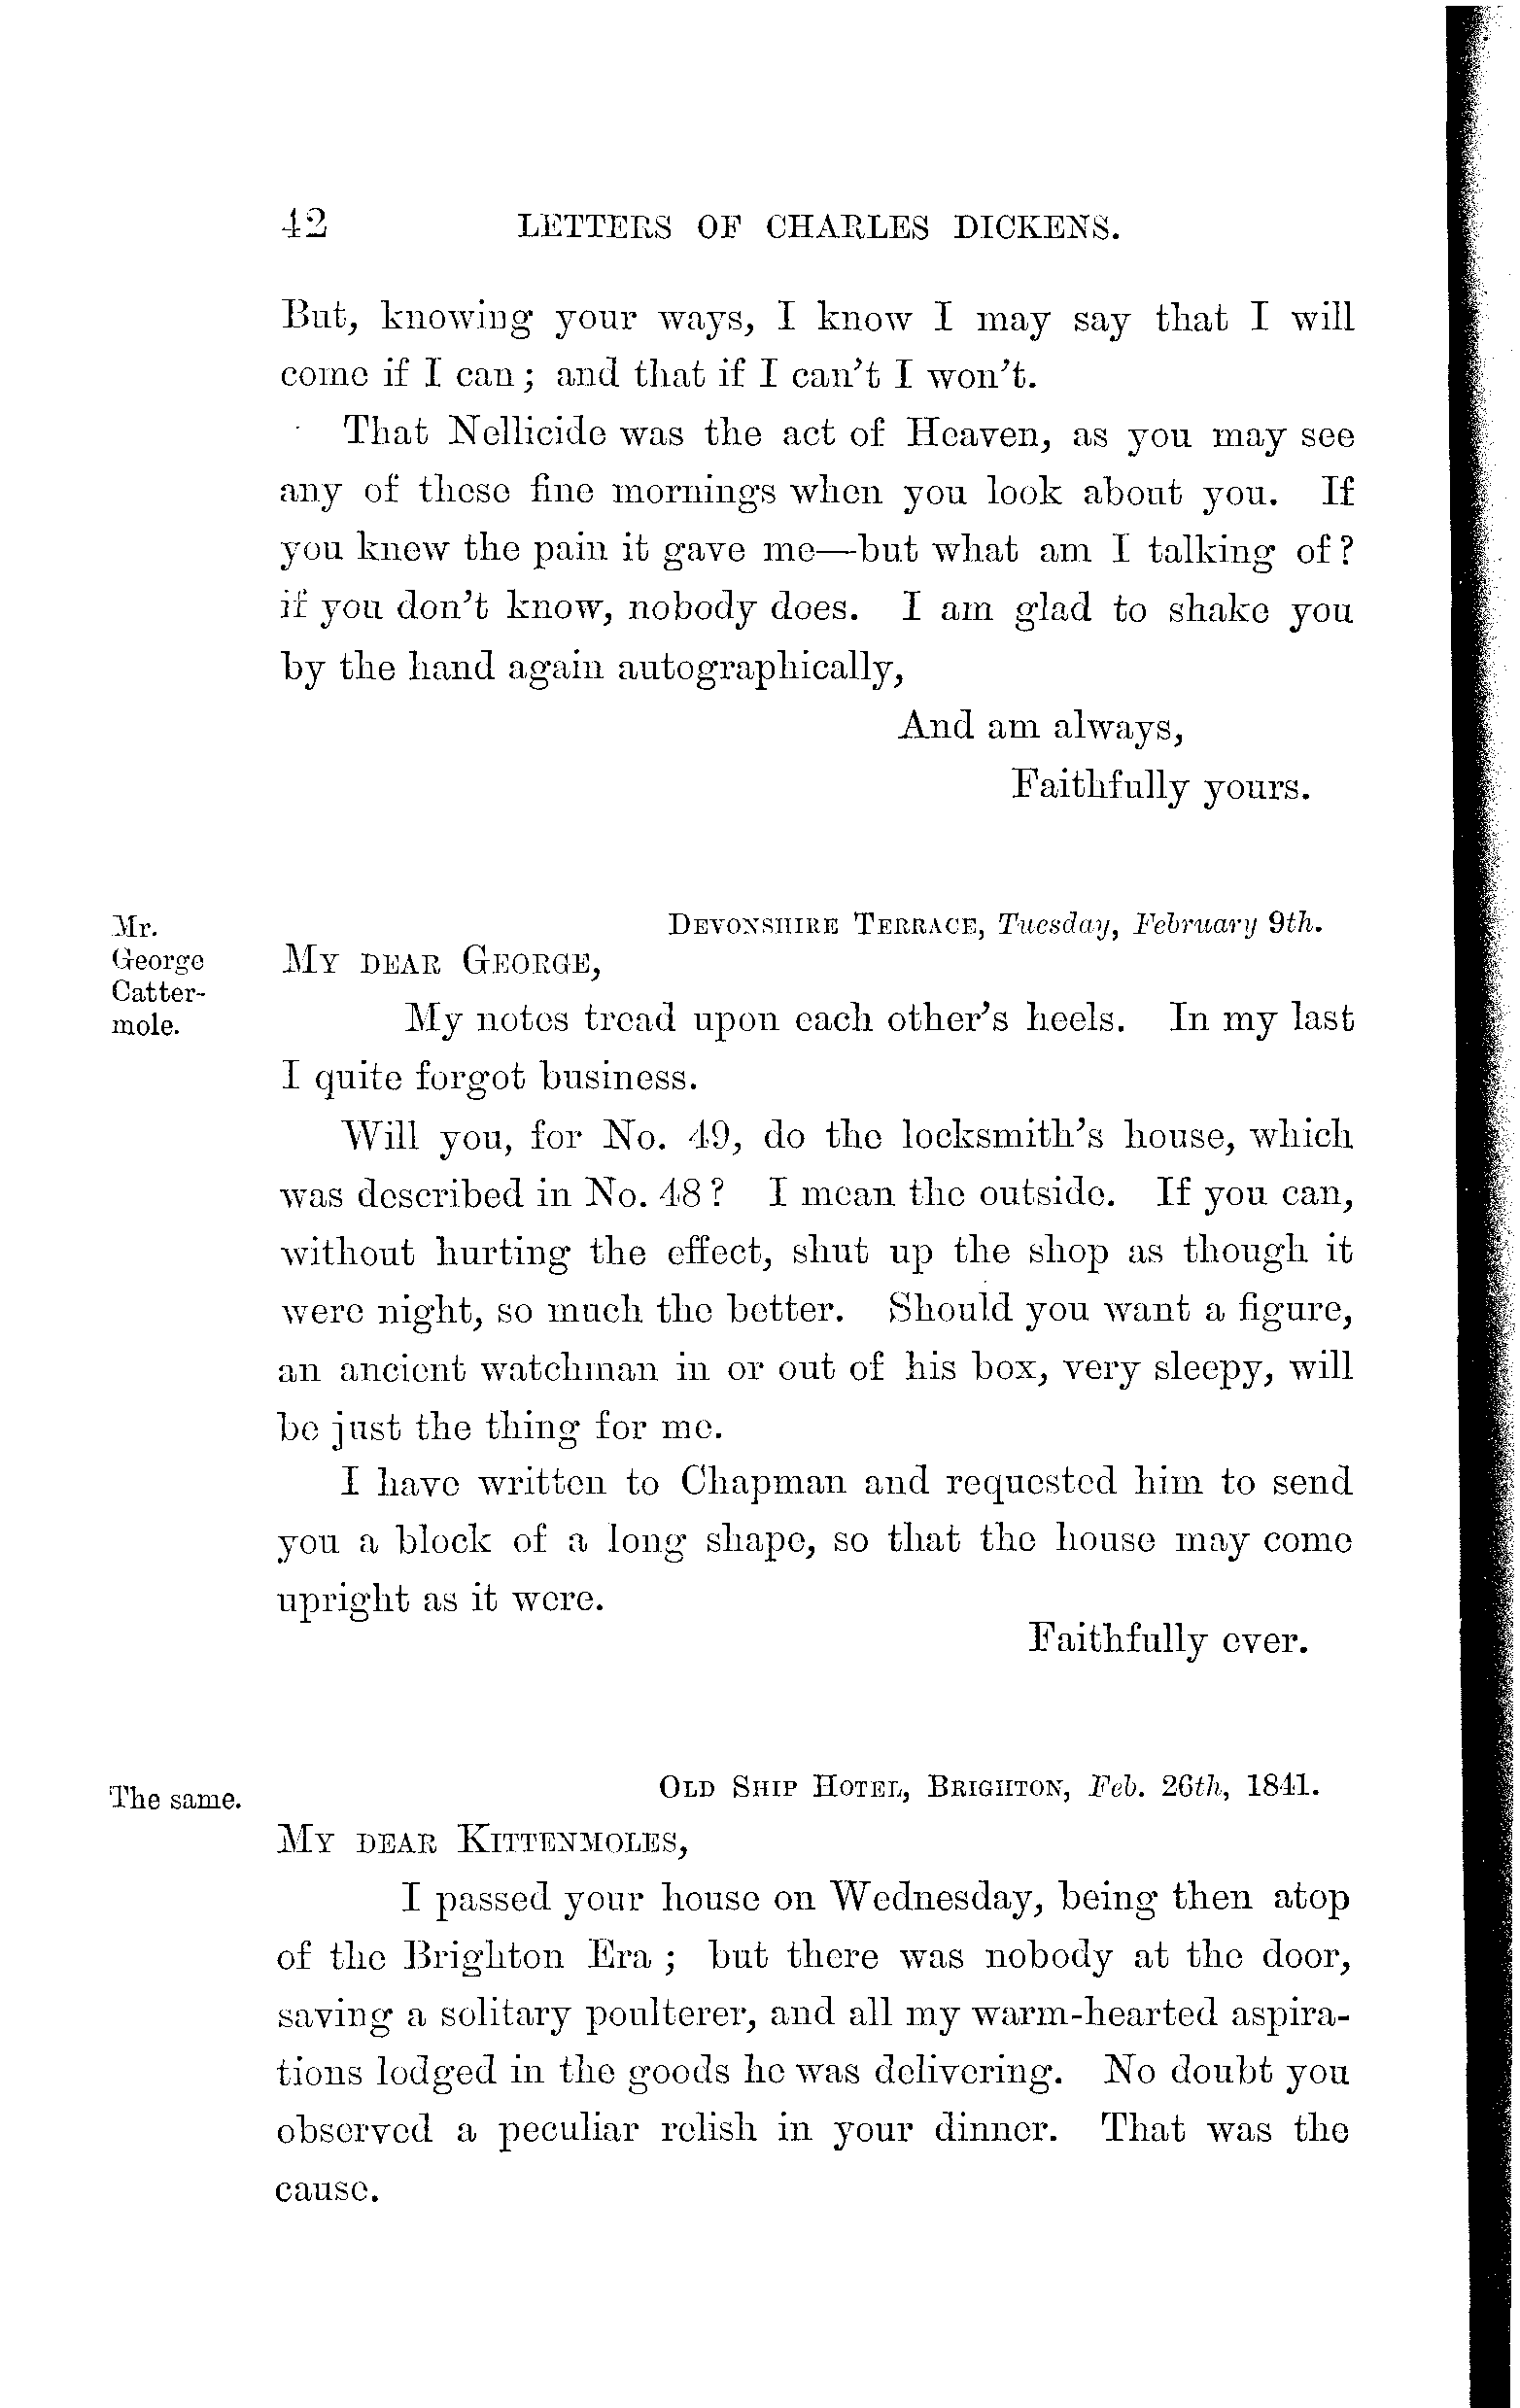 42 LETTERS OF CHARLES DICKENS.
But, knowing your ways, I know I may say that I will
come if I can; and that if I can't I won't.
That Nellicide was the act of Heaven, as you may see
any of these fine mornings when you look about you. If
you knew the pain it gave me—but what am I talking of?
if you don't know, nobody does. I am glad to shake you
by the hand again autographically,
And am always,
Faithfully yours.
Mr.
George
Catter-
mole.
DEVONSHIRE TERRACE, Tuesday, February 9th.
MY DEAR GEORGE,
My notes tread upon each other's heels. In my last
I quite forgot business.
Will you, for No. 49, do the locksmith's house, which
was described in No. 48? I mean the outside. If you can,
without hurting the effect, shut up the shop as though it
were night, so much the better. Should you want a figure,
an ancient watchman in or out of his box, very sleepy, will
be just the thing for me.
I have written to Chapman and requested him to send
you a block of a long shape, so that the house may come
upright as it were.
Faithfully ever.
The same.
OLD SHIP HOTEL, BRIGHTON, Feb. 26th, 1841.
MY DEAR KITTENMOLES,
I passed your house on Wednesday, being then atop
of the Brighton Era; but there was nobody at the door,
saving a solitary poulterer, and all my warm-hearted aspira-
tions lodged in the goods he was delivering. No doubt you
observed a peculiar relish in your dinner. That was the
cause.